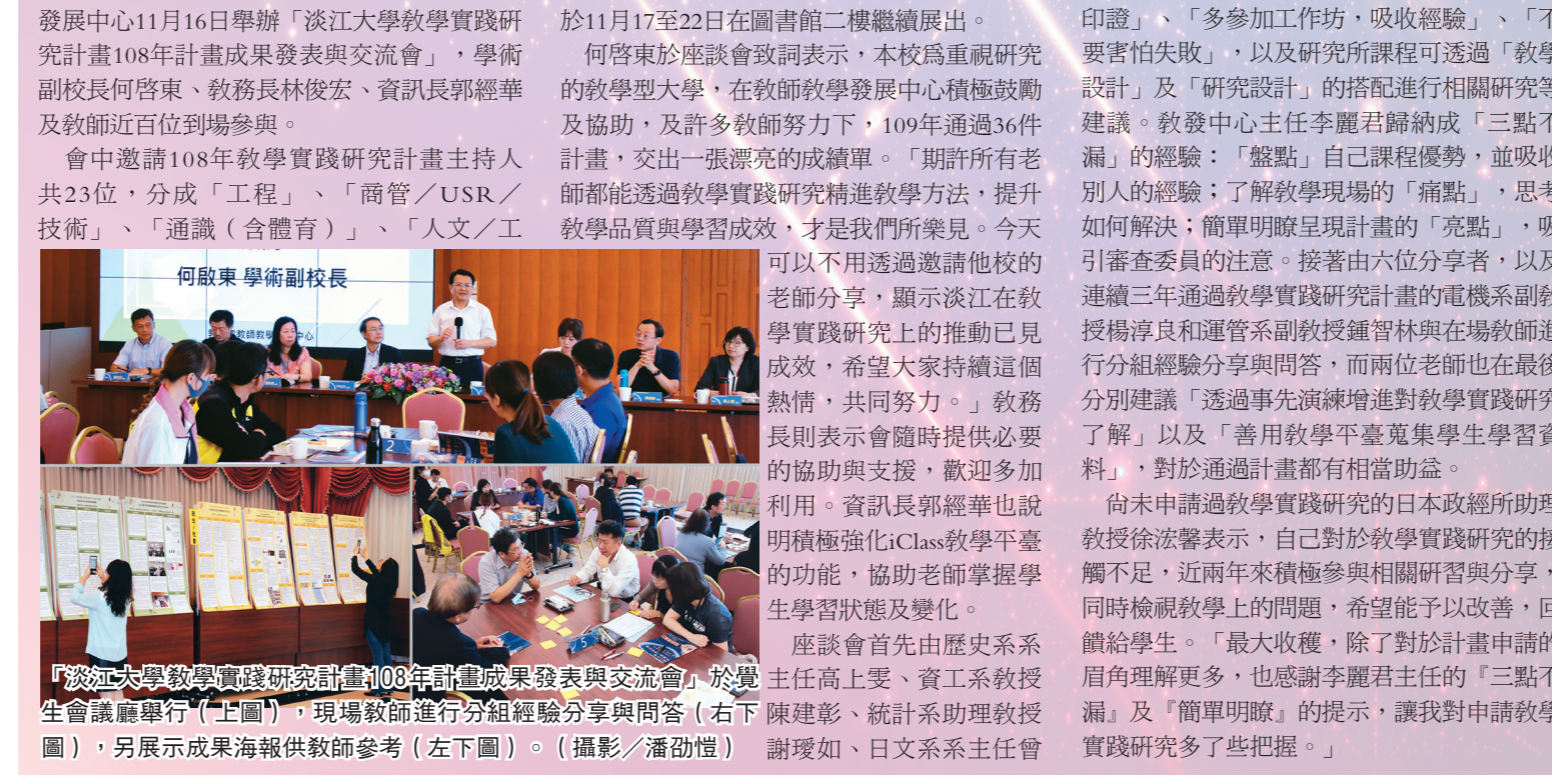 發展中心11月16日舉辦「淡江大學教學實踐研
究計畫108年計畫成果發表與交流會」，學術
副校長何啓東、教務長林俊宏、資訊長郭經華
及教師近百位到場參與。
會中邀請108年教學實踐研究計畫主持人
共23位，分成「工程」、「商管／USR／
技術」、「通識（含體育）」、「人文／工
何啟東 學術副校長
「淡江大學教學實踐研究計畫108年計畫成果發表與交流會」於覺
生會議廳舉行（上圖），現場教師進行分組經驗分享與問答（右下
圖），另展示成果海報供教師參考（左下圖）。（攝影／潘劭愷）
於11月17至22日在圖書館二樓繼續展出。
何啓東於座談會致詞表示，本校爲重視研究
的教學型大學，在教師教學發展中心積極鼓勵
及協助，及許多教師努力下，109年通過36件
計畫，交出一張漂亮的成績單。「期許所有老
師都能透過教學實踐研究精進教學方法，提升
教學品質與學習成效，才是我們所樂見。今天
可以不用透過邀請他校的
老師分享，顯示淡江在教
學實踐研究上的推動已見
成效，希望大家持續這個
熱情，共同努力。」教務
長則表示會隨時提供必要
的協助與支援，歡迎多加
利用。資訊長郭經華也說
明積極強化iClass教學平臺
的功能，協助老師掌握學
生學習狀態及變化。
座談會首先由歷史系系
主任高上雯、資工系教授
陳建彰、統計系助理教授
謝璦如、日文系系主任曾
印證」、「多參加工作坊，吸收經驗」、「不
要害怕失敗」，以及研究所課程可透過「教學
設計」及「研究設計」的搭配進行相關研究等
建議。教發中心主任李麗君歸納成「三點不
漏」的經驗：「盤點」自己課程優勢，並吸收
別人的經驗；了解教學現場的「痛點」，思考
如何解決；簡單明瞭呈現計畫的「亮點」，吸
引審查委員的注意。接著由六位分享者，以及
連續三年通過教學實踐研究計畫的電機系副教
授楊淳良和運管系副教授鍾智林與在場教師進
行分組經驗分享與問答，而兩位老師也在最後
分別建議「透過事先演練增進對教學實踐研究
了解」以及「善用教學平臺蒐集學生學習資
料」，對於通過計畫都有相當助益。
尙未申請過教學實踐研究的日本政經所助理
教授徐浤馨表示，自己對於教學實踐研究的接
觸不足，近兩年來積極參與相關研習與分享，
同時檢視教學上的問題，希望能予以改善，回
饋給學生。「最大收穫，除了對於計畫申請的
眉角理解更多，也感謝李麗君主任的『三點不
漏』及『簡單明瞭』的提示，讓我對申請教學
實踐研究多了些把握。」